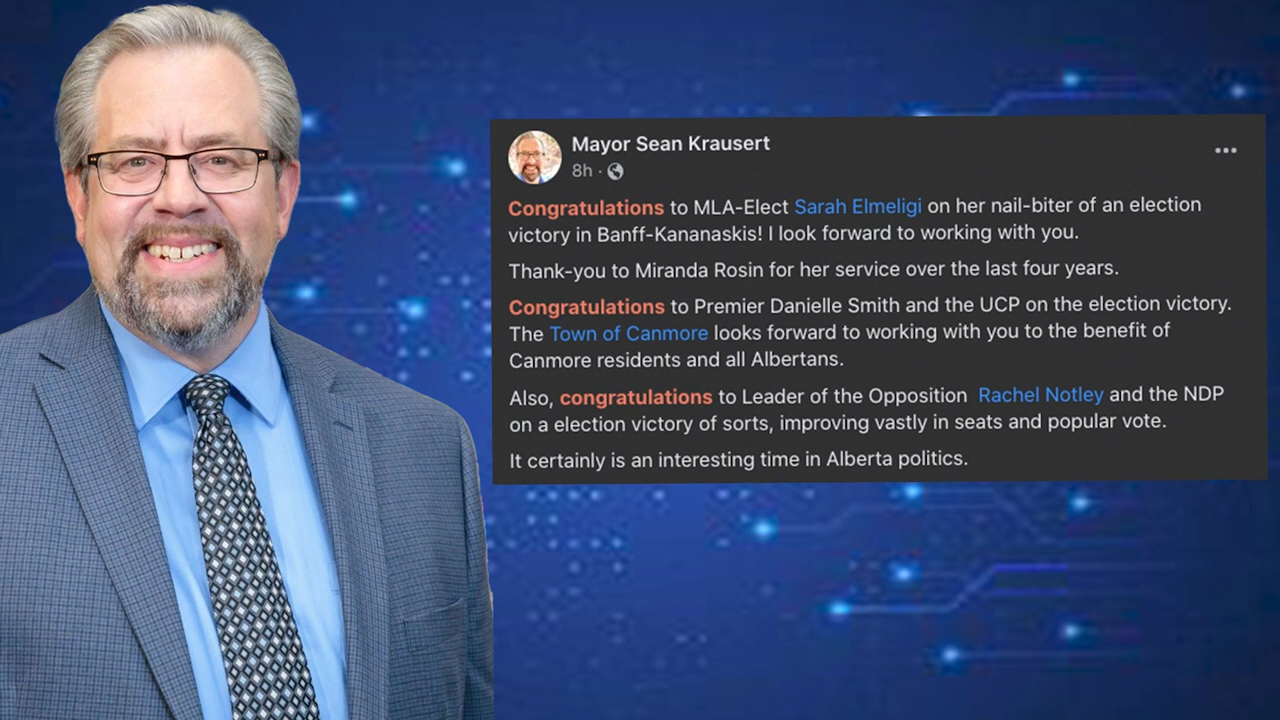 Mayor Sean Krausert
8h ·
Congratulations to MLA-Elect Sarah Elmeligi on her nail-biter of an election
victory in Banff-Kananaskis! I look forward to working with you.
Thank-you to Miranda Rosin for her service over the last four years.
Congratulations to Premier Danielle Smith and the UCP on the election victory.
The Town of Canmore looks forward to working with you to the benefit of
Canmore residents and all Albertans.
Also, congratulations to Leader of the Opposition Rachel Notley and the NDP
on a election victory of sorts, improving vastly in seats and popular vote.
It certainly is an interesting time in Alberta politics.